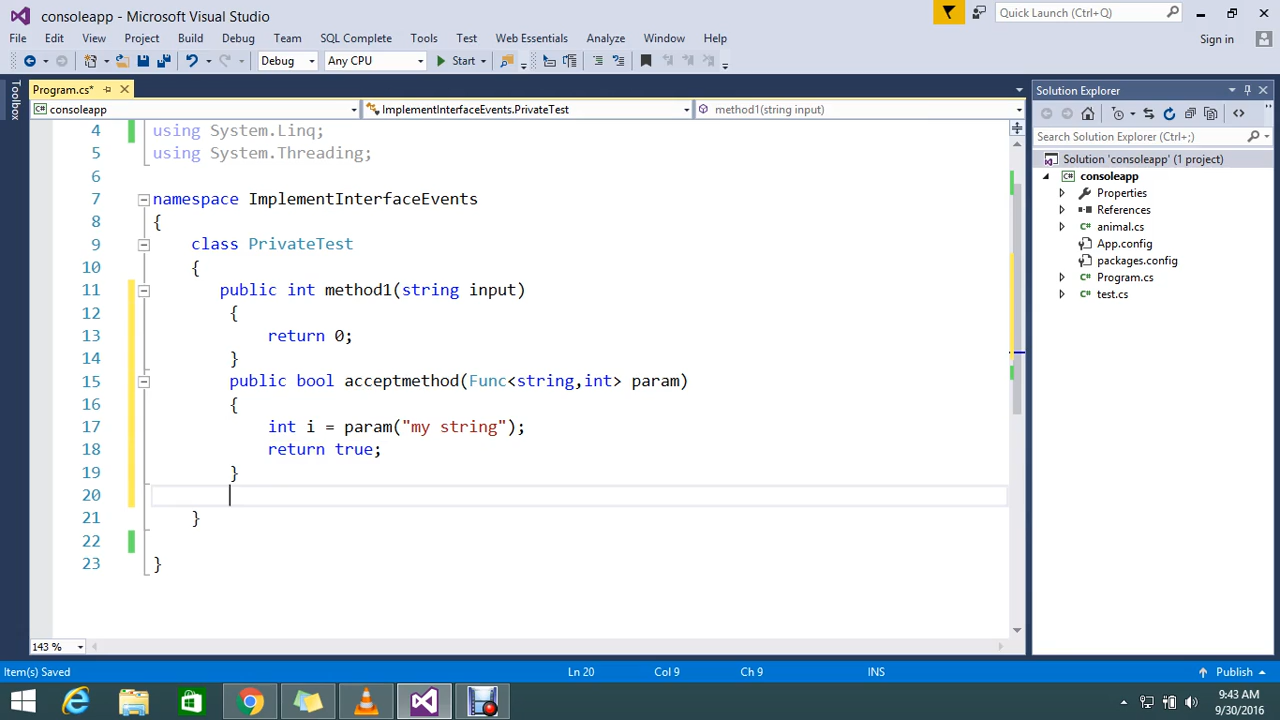 consoleapp - Microsoft Visual Studio
Quick Launch (Ctrl+Q)
File Edit View Project Build Debug Team SQL Complete Tools Test Web Essentials Analyze Window Help
Sign in
Debug Any CPU Start
Toolbox
Program.cs*
consoleapp ImplementInterfaceEvents.PrivateTest method1(string input)
4 using System.Linq;
5 using System.Threading;
6
7 namespace ImplementInterfaceEvents
8 {
9 class PrivateTest
10 {
11 public int method1(string input)
12 {
13 return 0;
14 }
15 public bool acceptmethod(Func<string,int> param)
16 {
17 int i = param("my string");
18 return true;
19 }
20
21 }
22
23 }
143 %
Solution Explorer
Search Solution Explorer (Ctrl+;)
Solution 'consoleapp' (1 project)
consoleapp
Properties
References
animal.cs
App.config
packages.config
Program.cs
test.cs
Item(s) Saved Ln 20 Col 9 Ch 9 INS Publish
9:43 AM
9/30/2016